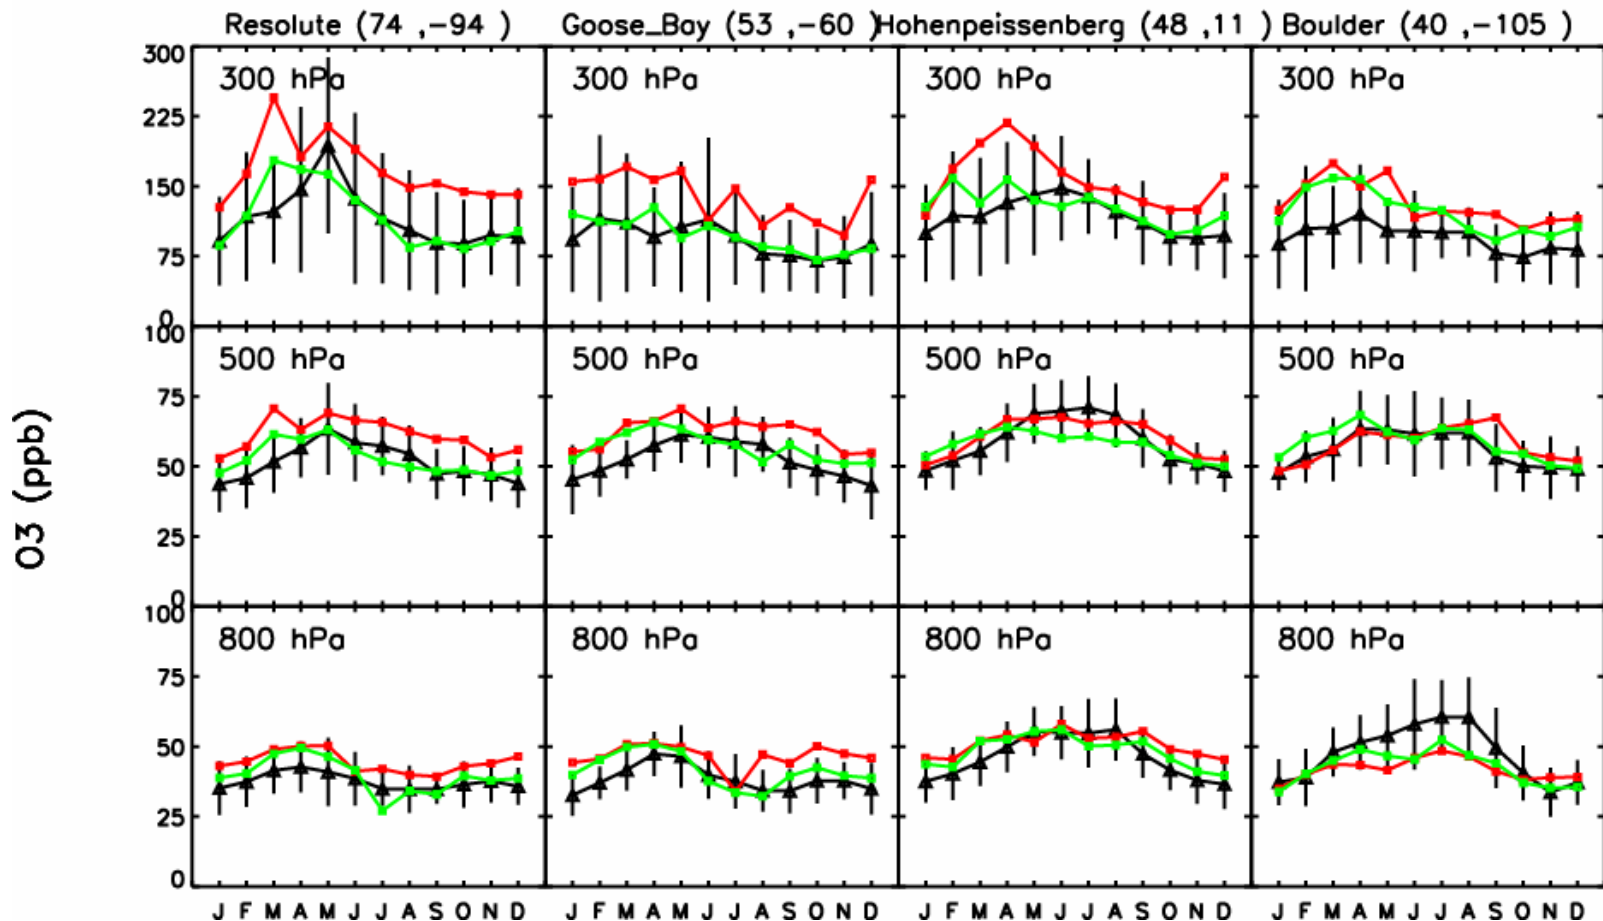 Resolute (74 ,-94 ) Goose_Bay (53 ,-60 ) Hohenpeissenberg (48 ,11 ) Boulder (40 ,-105 )
300 300 hPa 300 hPa 300 hPa 300 hPa
225
150
75
0
100 500 hPa 500 hPa 500 hPa 500 hPa
75
50
25
0
100 800 hPa 800 hPa 800 hPa 800 hPa
75
50
25
0
O3 (ppb)
J F M A M J J A S O N D J F M A M J J A S O N D J F M A M J J A S O N D J F M A M J J A S O N D